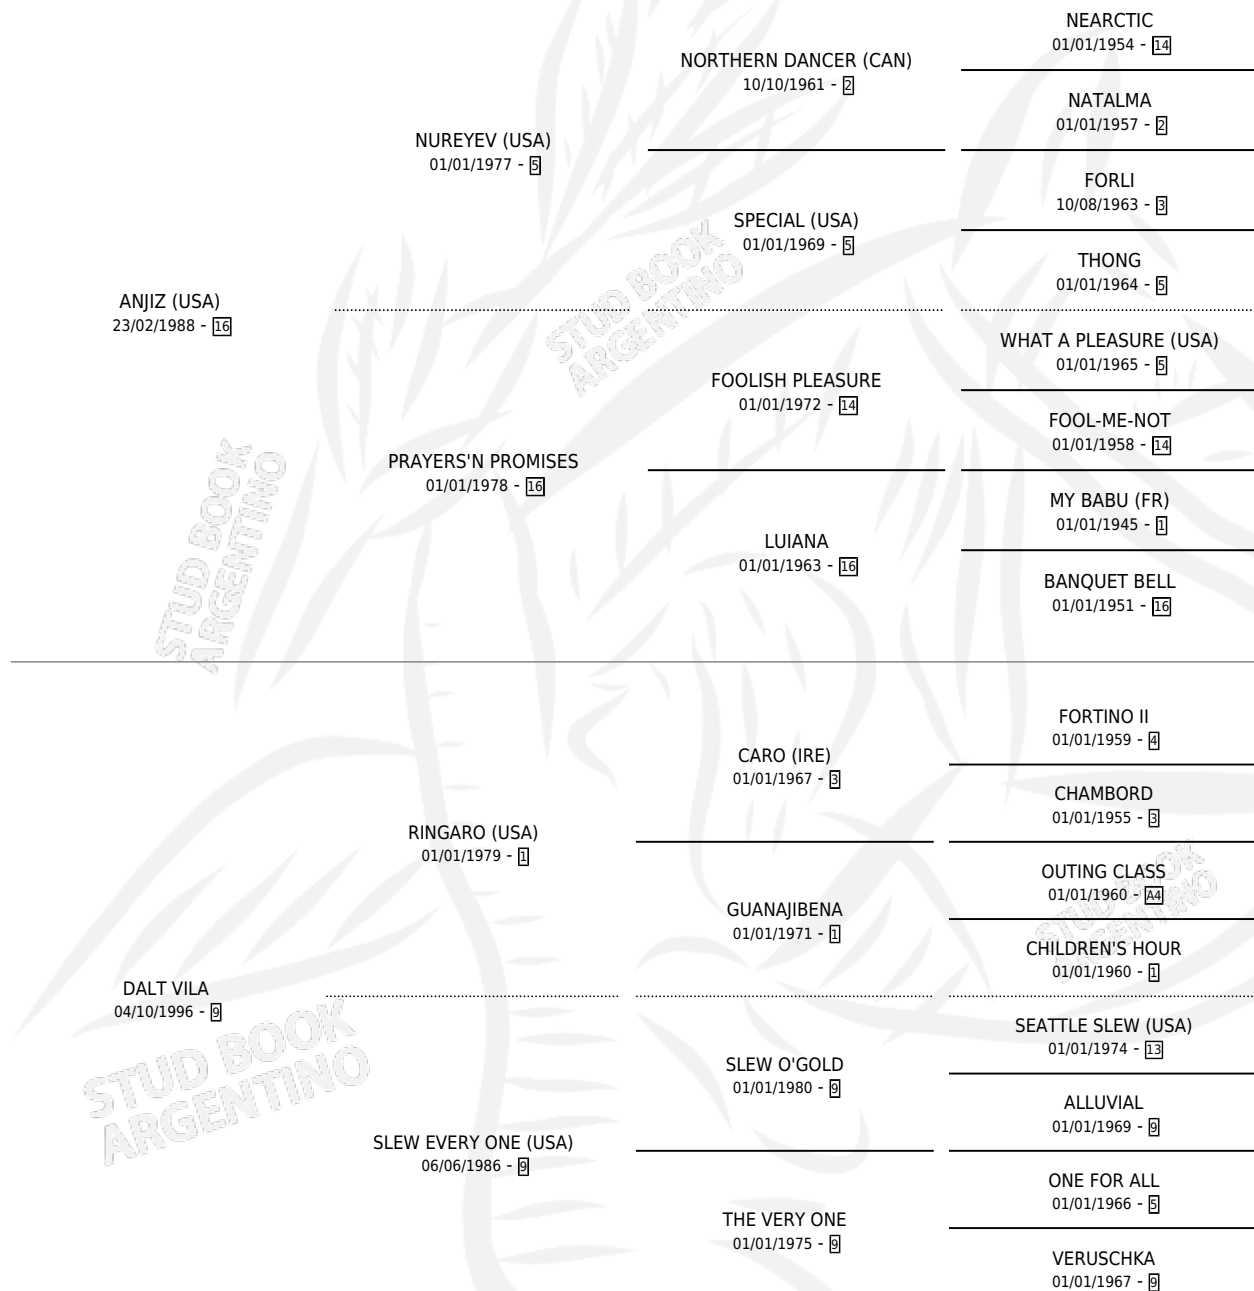 NEARCTIC
01/01/1954 - 14
NORTHERN DANCER (CAN)
10/10/1961 - 2
NATALMA
01/01/1957 - 2
NUREYEV (USA)
01/01/1977 - 5
FORLI
10/08/1963 - 3
SPECIAL (USA)
01/01/1969 - 5
THONG
01/01/1964 - 5
ANJIZ (USA)
23/02/1988 - 16
WHAT A PLEASURE (USA)
01/01/1965 - 5
FOOLISH PLEASURE
01/01/1972 - 14
FOOL-ME-NOT
01/01/1958 - 14
PRAYERS'N PROMISES
01/01/1978 - 16
MY BABU (FR)
01/01/1945 - 1
LUIANA
01/01/1963 - 16
BANQUET BELL
01/01/1951 - 16
FORTINO II
01/01/1959 - 4
CARO (IRE)
01/01/1967 - 3
CHAMBORD
01/01/1955 - 3
RINGARO (USA)
01/01/1979 - 1
OUTING CLASS
01/01/1960 - A4
GUANAJIBENA
01/01/1971 - 1
CHILDREN'S HOUR
01/01/1960 - 1
DALT VILA
04/10/1996 - 9
SEATTLE SLEW (USA)
01/01/1974 - 13
SLEW O'GOLD
01/01/1980 - 9
ALLUVIAL
01/01/1969 - 9
SLEW EVERY ONE (USA)
06/06/1986 - 9
ONE FOR ALL
01/01/1966 - 5
THE VERY ONE
01/01/1975 - 9
VERUSCHKA
01/01/1967 - 9
STUD BOOK
ARGENTINO
STUD BOOK
ARGENTINO
STUD BOOK
ARGENTINO
STUD BOOK
ARGENTINO